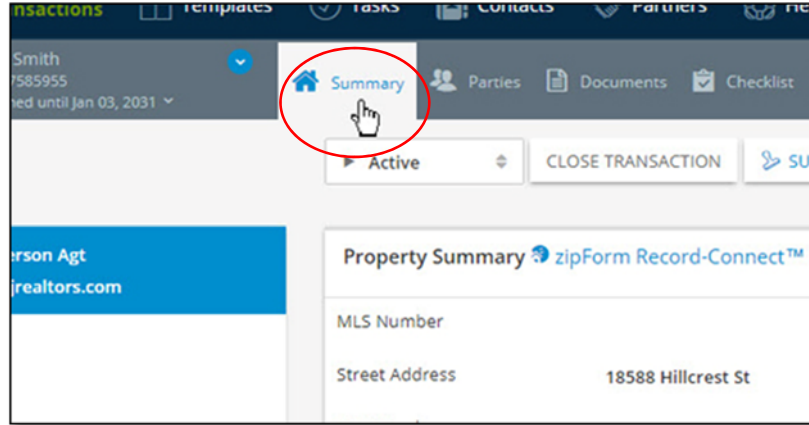 nsactions Templates Tasks Contacts Partners He
Smith
7585955
ned until Jan 03, 2031
Summary Parties Documents Checklist
Active CLOSE TRANSACTION SU
erson Agt
jrealtors.com
Property Summary zipForm Record-Connect™
MLS Number
Street Address 18588 Hillcrest St